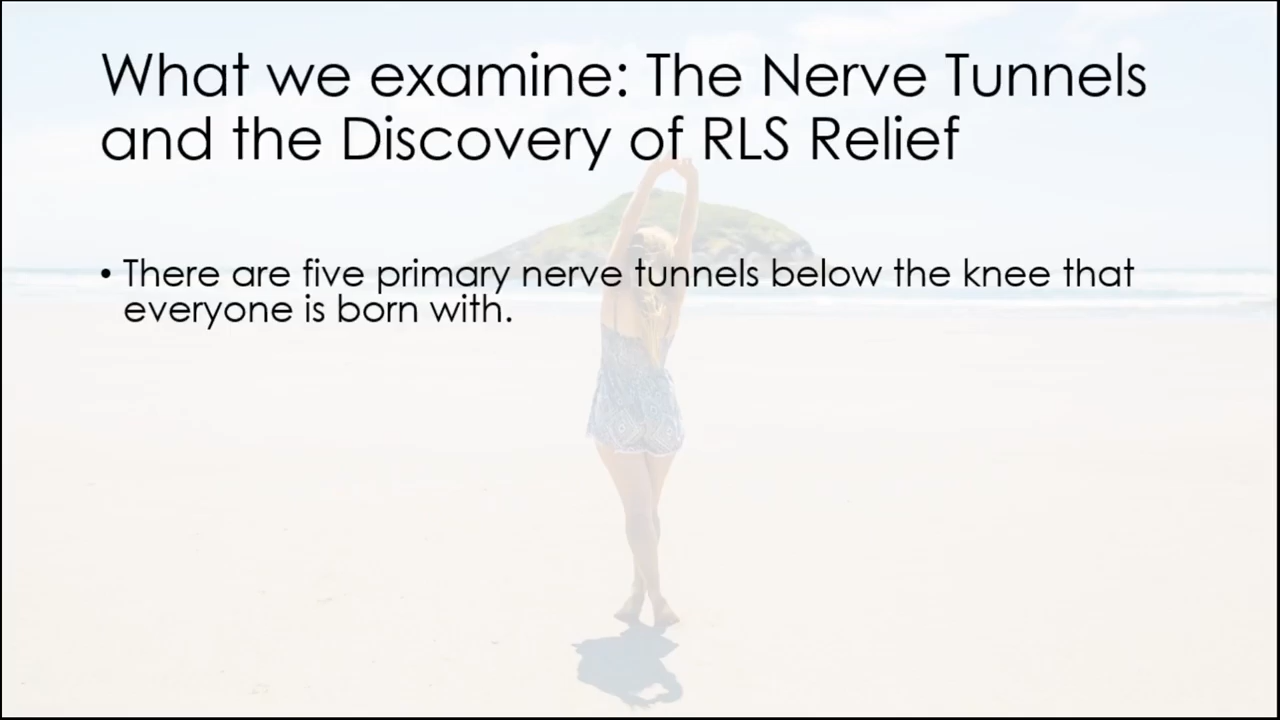 What we examine: The Nerve Tunnels
and the Discovery of RLS Relief
• There are five primary nerve tunnels below the knee that
everyone is born with.